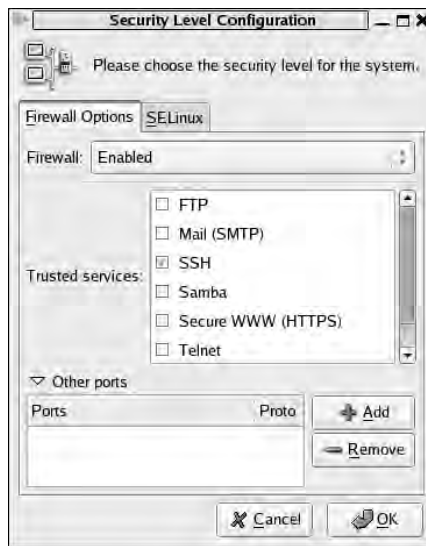 Security Level Configuration
Please choose the security level for the system.
Firewall Options SELinux
Firewall: Enabled
Trusted services:
FTP
Mail (SMTP)
SSH
Samba
Secure WWW (HTTPS)
Telnet
Other ports
Ports Proto
Add
Remove
Cancel OK